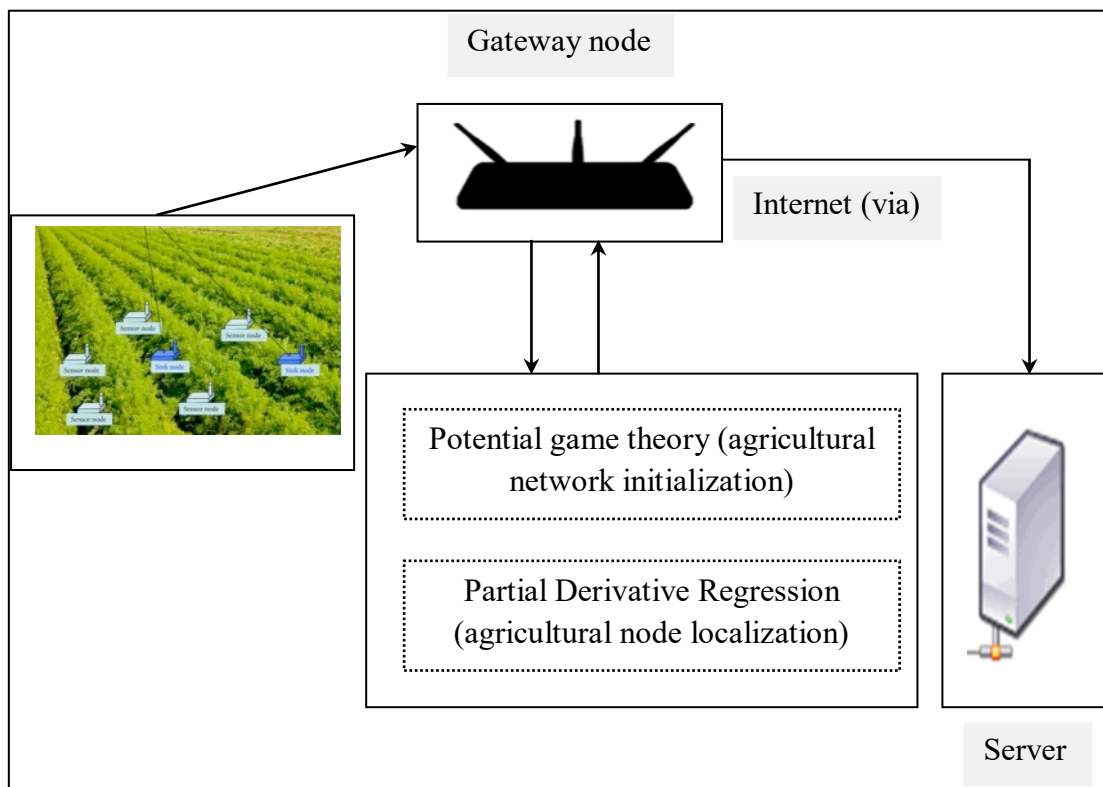 Gateway node
Internet (via)
Sensor node
Sensor node
Sensor node
Sink node
Sink node
Sensor node
Sensor node
Potential game theory (agricultural
network initialization)
Partial Derivative Regression
(agricultural node localization)
Server